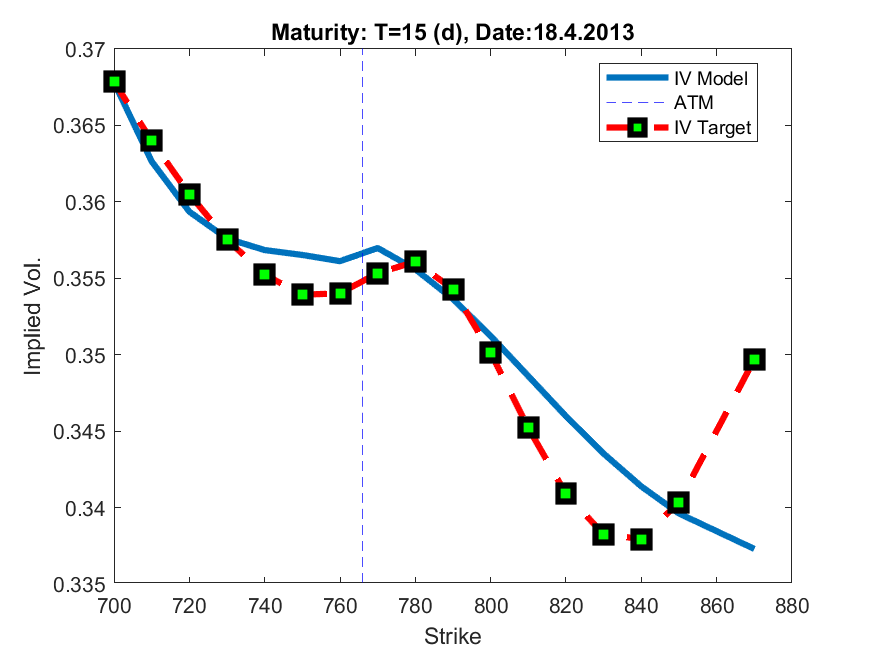 Maturity: T=15 (d), Date:18.4.2013
IV Model
ATM
IV Target
Implied Vol.
0.37
0.365
0.36
0.355
0.35
0.345
0.34
0.335
700 720 740 760 780 800 820 840 860 880
Strike